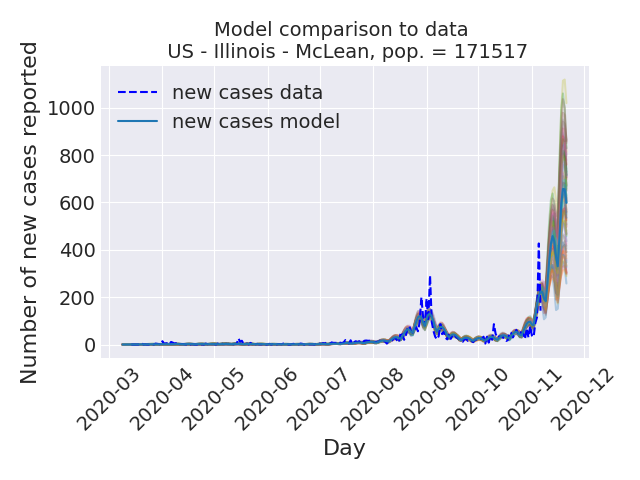 Model comparison to data
US - Illinois - McLean, pop. = 171517
Number of new cases reported
1000
800
600
400
200
0
new cases data
new cases model
2020-03
2020-04
2020-05
2020-06
2020-07
2020-08
2020-09
2020-10
2020-11
2020-12
Day